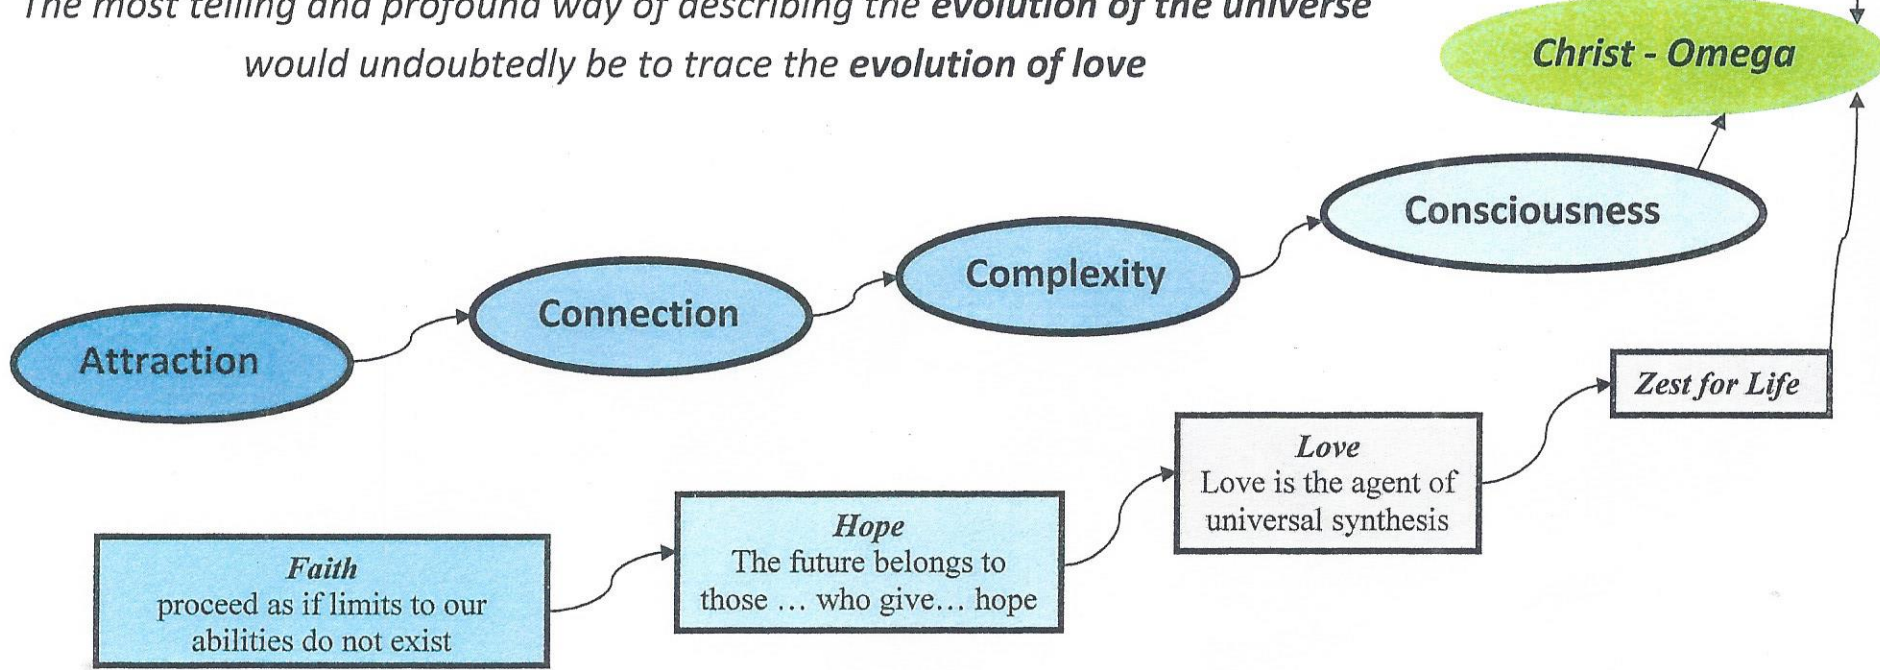 The most telling and profound way of describing the evolution of the universe
would undoubtedly be to trace the evolution of love
Christ - Omega
Consciousness
Complexity
Connection
Attraction
Zest for Life
Love
Love is the agent of
universal synthesis
Hope
The future belongs to
those ... who give... hope
Faith
proceed as if limits to our
abilities do not exist